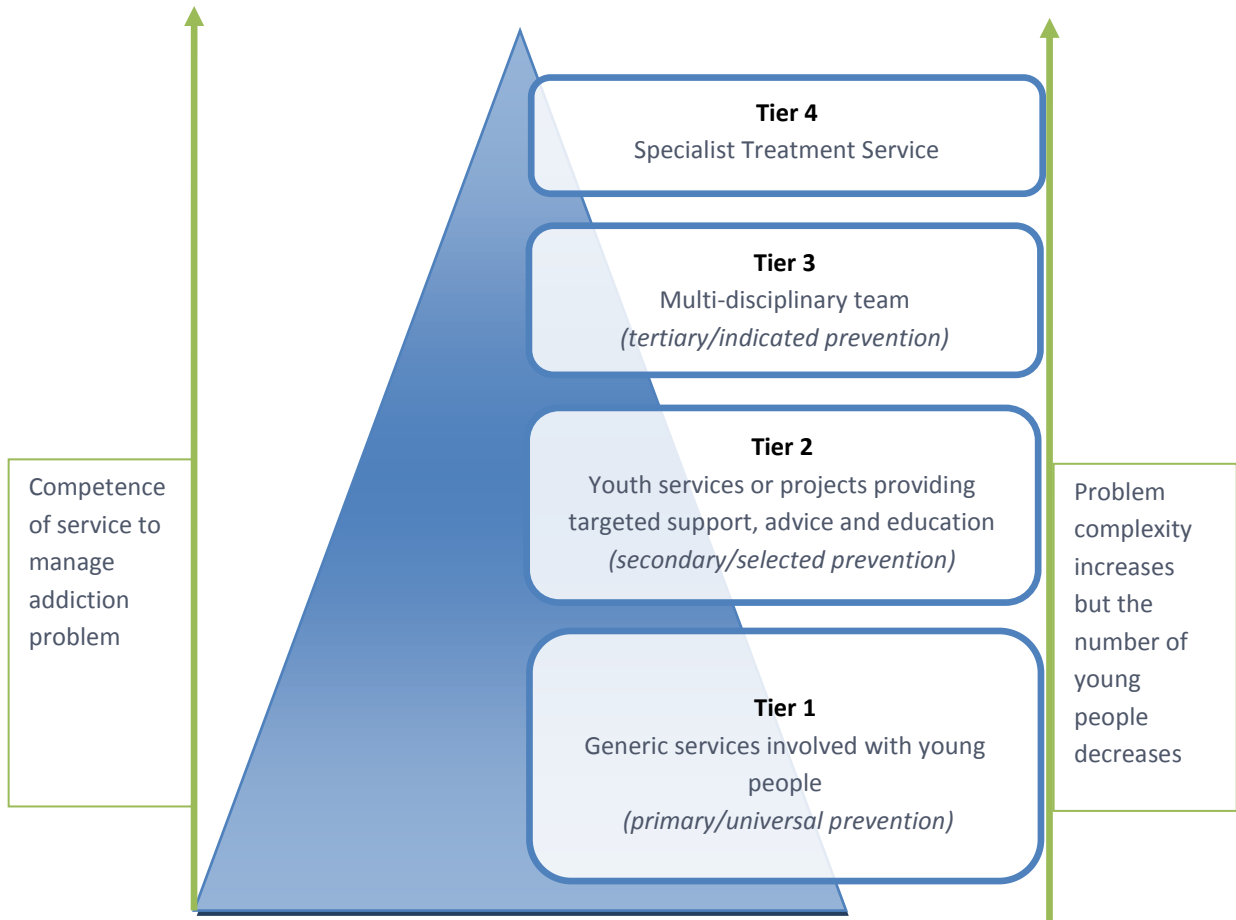 Tier 4
Specialist Treatment Service
Tier 3
Multi-disciplinary team
(tertiary/indicated prevention)
Tier 2
Youth services or projects providing
targeted support, advice and education
(secondary/selected prevention)
Tier 1
Generic services involved with young
people
(primary/universal prevention)
Competence
of service to
manage
addiction
problem
Problem
complexity
increases
but the
number of
young
people
decreases